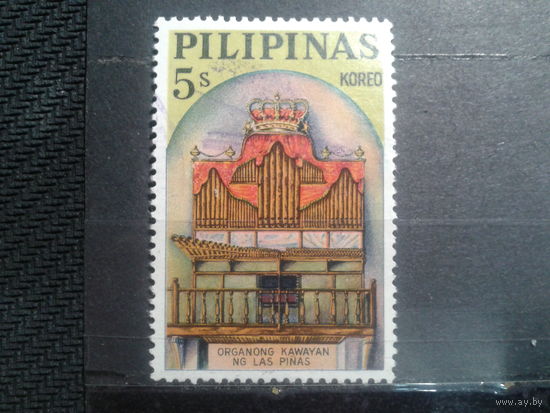 PILIPINAS
5s KOREO
ORGANONG KAWAYAN
NG LAS PIÑAS
www.ay.by